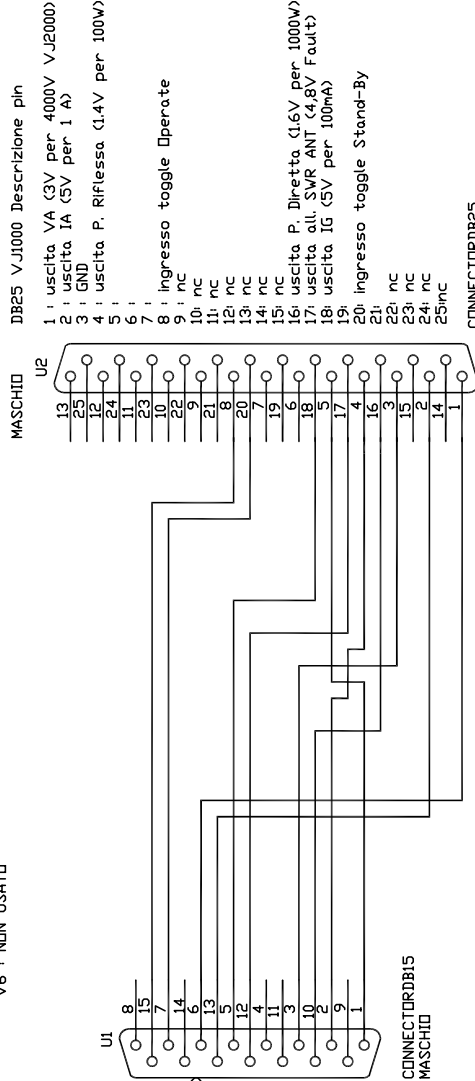 DB25 VJ1000 Descrizione pin
1 : uscita VA (3V per 4000V VJ2000)
2 : uscita IA (5V per 1 A)
3 : GND
4 : uscita P. Riflessa (1.4V per 100W)
5 :
6 :
7 :
8 : ingresso toggle Operate
9 : nc
10: nc
11: nc
12: nc
13: nc
14: nc
15: nc
16: uscita P. Diretta (1.6V per 1000W)
17: uscita all. SWR ANT (4,8V Fault)
18: uscita IG (5V per 100mA)
19:
20: ingresso toggle Stand-By
21:
22: nc
23: nc
24: nc
25:nc
MASCHIO
U2
13
25
12
24
11
23
10
22
9
21
8
20
7
19
6
18
5
17
4
16
3
15
2
14
1
CONNECTORDB25
V6 : NON USATO
U1
8
15
7
14
6
13
5
12
4
11
3
10
2
9
1
CONNECTORDB15
MASCHIO